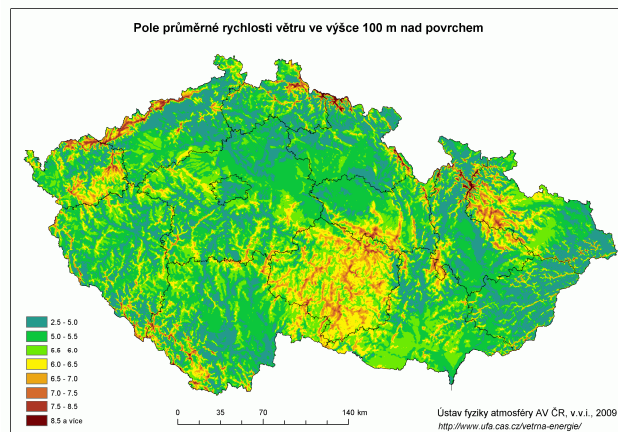 Pole průměrné rychlosti větru ve výšce 100 m nad povrchem
2.5 - 5.0
5.0 - 5.5
5.5 - 6.0
6.0 - 6.5
6.5 - 7.0
7.0 - 7.5
7.5 - 8.5
8.5 a více
0 35 70 140 km
Ústav fyziky atmosféry AV ČR, v.v.i., 2009
http://www.ufa.cas.cz/vetrna-energie/